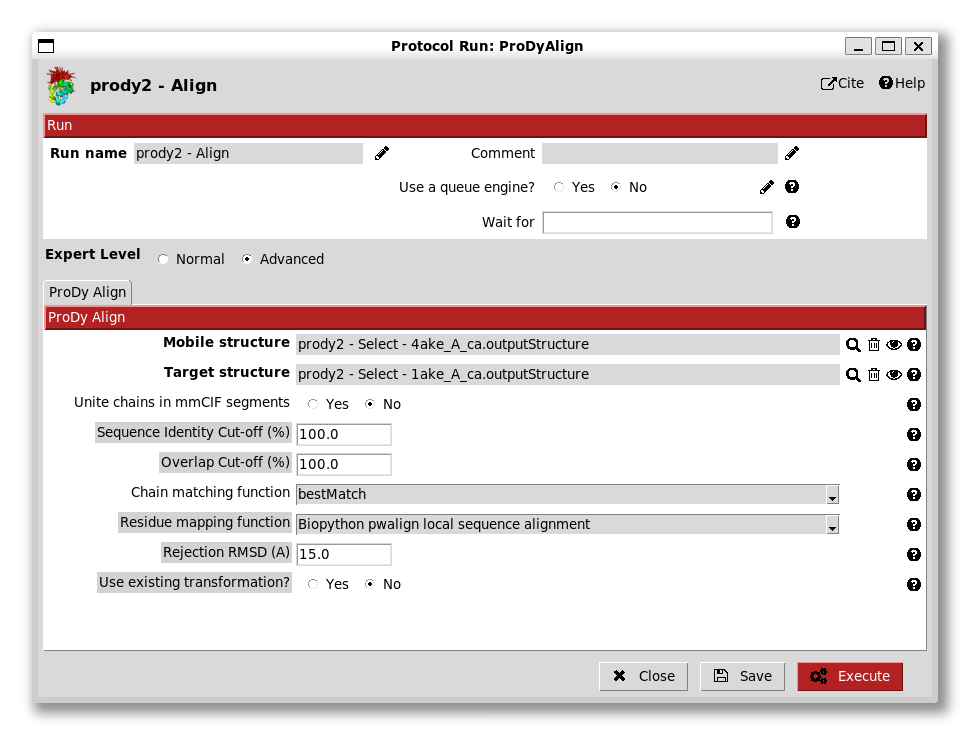 Protocol Run: ProDyAlign
prody2 - Align
Cite Help
Run
Run name prody2 - Align Comment
Use a queue engine? Yes No
Wait for
Expert Level Normal Advanced
ProDy Align
ProDy Align
Mobile structure prody2 - Select - 4ake_A_ca.outputStructure
Target structure prody2 - Select - 1ake_A_ca.outputStructure
Unite chains in mmCIF segments Yes No
Sequence Identity Cut-off (%) 100.0
Overlap Cut-off (%) 100.0
Chain matching function bestMatch
Residue mapping function Biopython pwalign local sequence alignment
Rejection RMSD (A) 15.0
Use existing transformation? Yes No
Close Save Execute